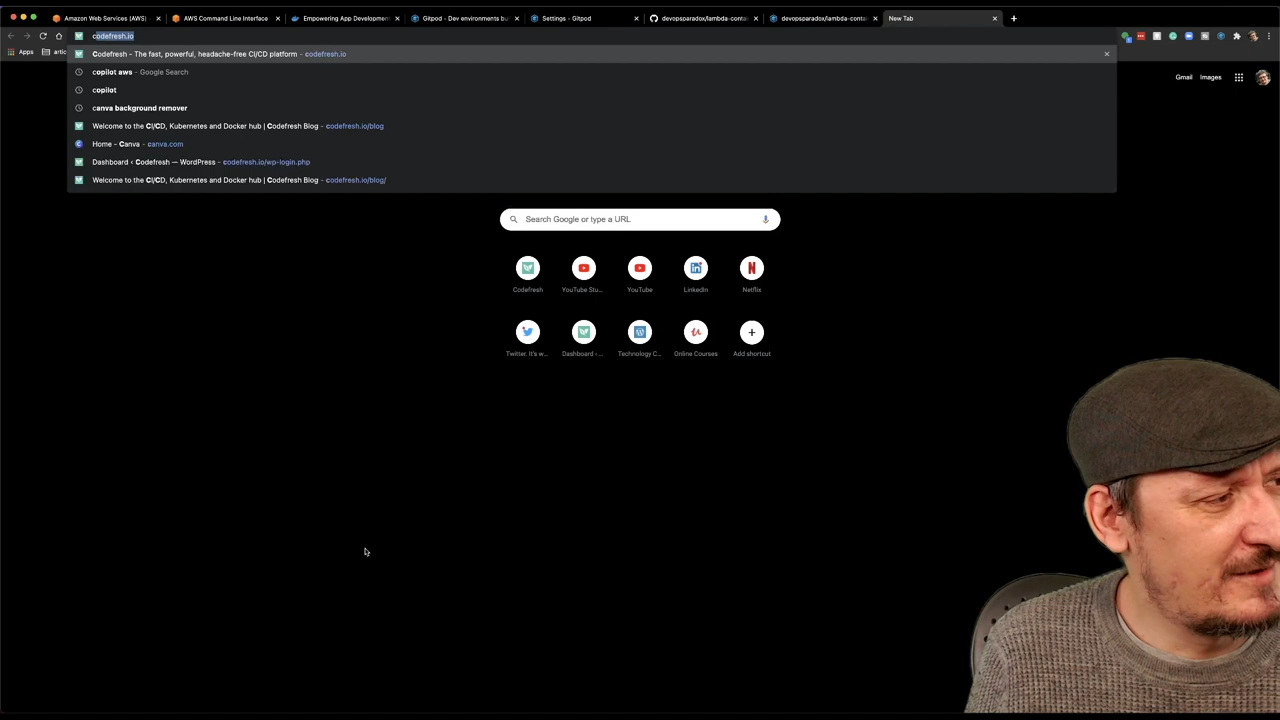 Amazon Web Services (AWS)
AWS Command Line Interface
Empowering App Developmen
Gitpod - Dev environments bu
Settings - Gitpod
devopsparadox/lambda-contai
devopsparadox/lambda-contai
New Tab
codefresh.io
Apps
artic
Codefresh - The fast, powerful, headache-free CI/CD platform - codefresh.io
copilot aws - Google Search
copilot
canva background remover
Welcome to the CI/CD, Kubernetes and Docker hub | Codefresh Blog - codefresh.io/blog
Home - Canva - canva.com
Dashboard ‹ Codefresh — WordPress - codefresh.io/wp-login.php
Welcome to the CI/CD, Kubernetes and Docker hub | Codefresh Blog - codefresh.io/blog/
Gmail
Images
Search Google or type a URL
Codefresh
YouTube Stu...
YouTube
LinkedIn
Netflix
Twitter. It's w...
Dashboard ‹ ...
Technology C...
Online Courses
Add shortcut